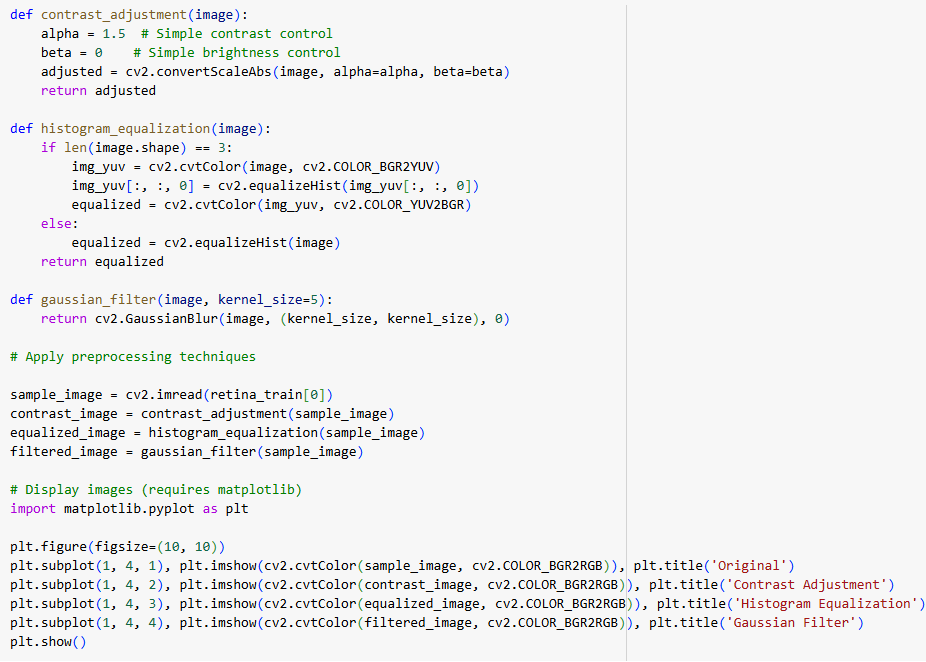 def contrast_adjustment(image):
    alpha = 1.5  # Simple contrast control
    beta = 0    # Simple brightness control
    adjusted = cv2.convertScaleAbs(image, alpha=alpha, beta=beta)
    return adjusted

def histogram_equalization(image):
    if len(image.shape) == 3:
        img_yuv = cv2.cvtColor(image, cv2.COLOR_BGR2YUV)
        img_yuv[:, :, 0] = cv2.equalizeHist(img_yuv[:, :, 0])
        equalized = cv2.cvtColor(img_yuv, cv2.COLOR_YUV2BGR)
    else:
        equalized = cv2.equalizeHist(image)
    return equalized

def gaussian_filter(image, kernel_size=5):
    return cv2.GaussianBlur(image, (kernel_size, kernel_size), 0)

# Apply preprocessing techniques

sample_image = cv2.imread(retina_train[0])
contrast_image = contrast_adjustment(sample_image)
equalized_image = histogram_equalization(sample_image)
filtered_image = gaussian_filter(sample_image)

# Display images (requires matplotlib)
import matplotlib.pyplot as plt

plt.figure(figsize=(10, 10))
plt.subplot(1, 4, 1), plt.imshow(cv2.cvtColor(sample_image, cv2.COLOR_BGR2RGB)), plt.title('Original')
plt.subplot(1, 4, 2), plt.imshow(cv2.cvtColor(contrast_image, cv2.COLOR_BGR2RGB)), plt.title('Contrast Adjustment')
plt.subplot(1, 4, 3), plt.imshow(cv2.cvtColor(equalized_image, cv2.COLOR_BGR2RGB)), plt.title('Histogram Equalization')
plt.subplot(1, 4, 4), plt.imshow(cv2.cvtColor(filtered_image, cv2.COLOR_BGR2RGB)), plt.title('Gaussian Filter')
plt.show()